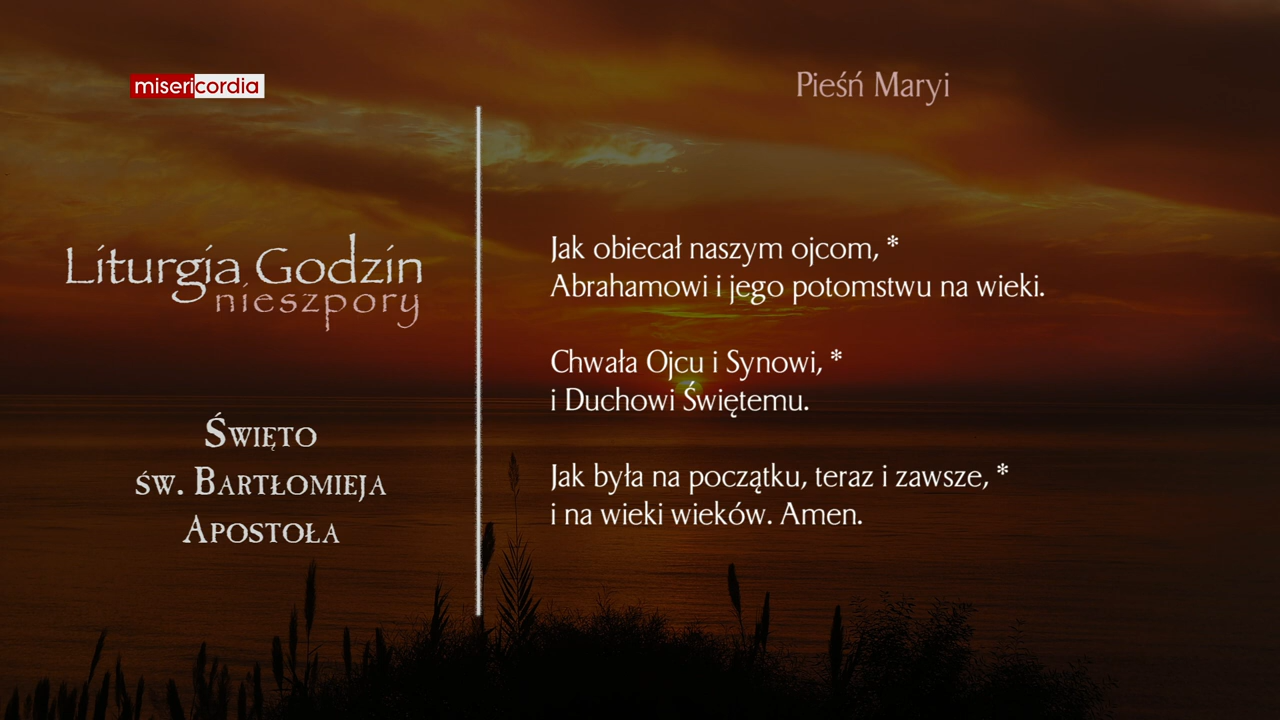 misericordia
Liturgia Godzin
nieszpory
Święto
św. Bartłomieja
Apostoła
Pieśń Maryi
Jak obiecał naszym ojcom, *
Abrahamowi i jego potomstwu na wieki.
Chwała Ojcu i Synowi, *
i Duchowi Świętemu.
Jak była na początku, teraz i zawsze, *
i na wieki wieków. Amen.